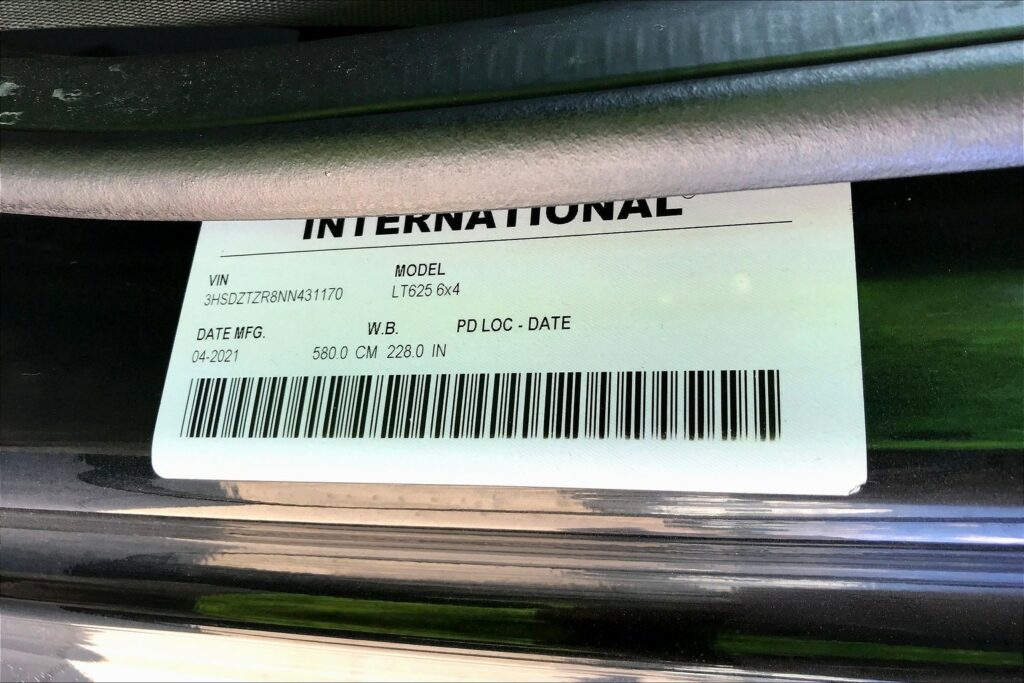 INTERNATIONAL®
VIN MODEL
3HSDZTZR8NN431170 LT625 6x4
DATE MFG. W.B. PD LOC - DATE
04-2021 580.0 CM 228.0 IN